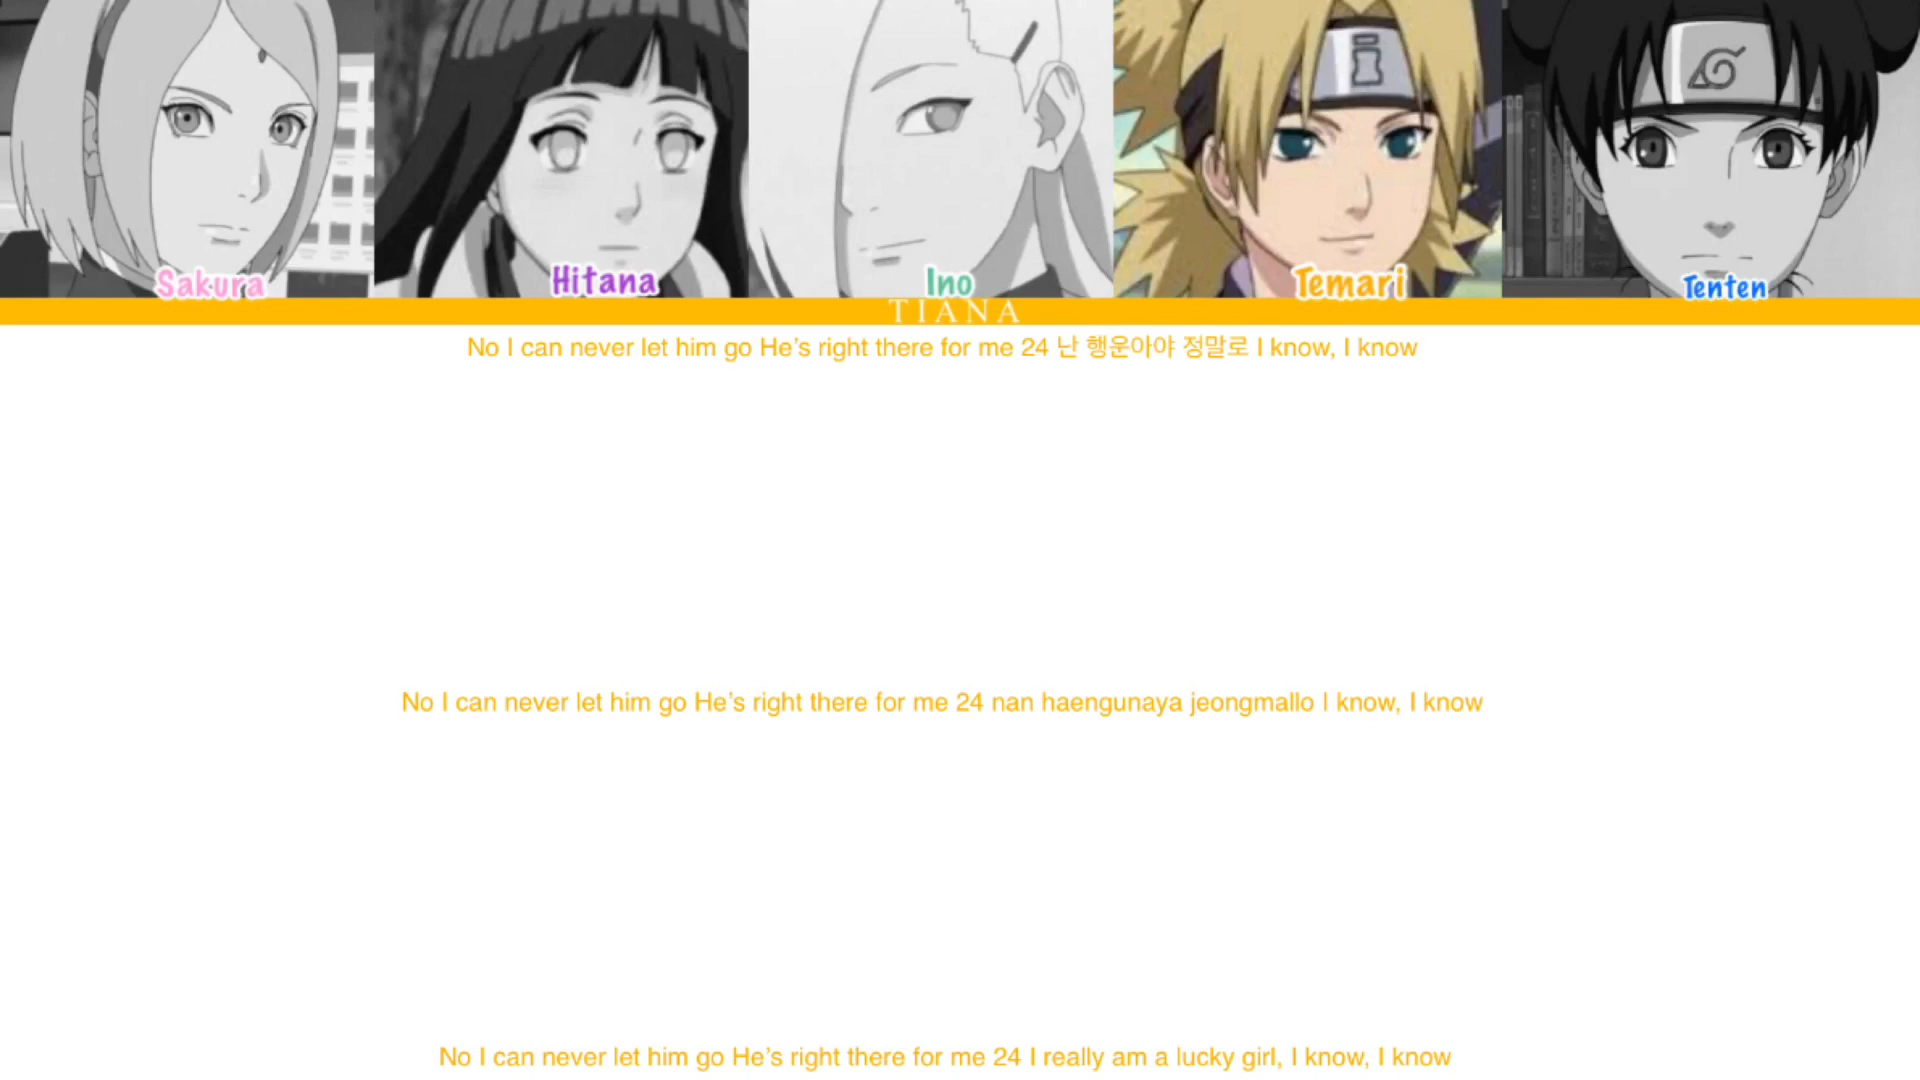 Sakura
Hitana
Ino
Temari
Tenten
TIANA
No I can never let him go He's right there for me 24 난 행운아야 정말로 I know, I know
No I can never let him go He's right there for me 24 nan haengunaya jeongmallo I know, I know
No I can never let him go He's right there for me 24 I really am a lucky girl, I know, I know